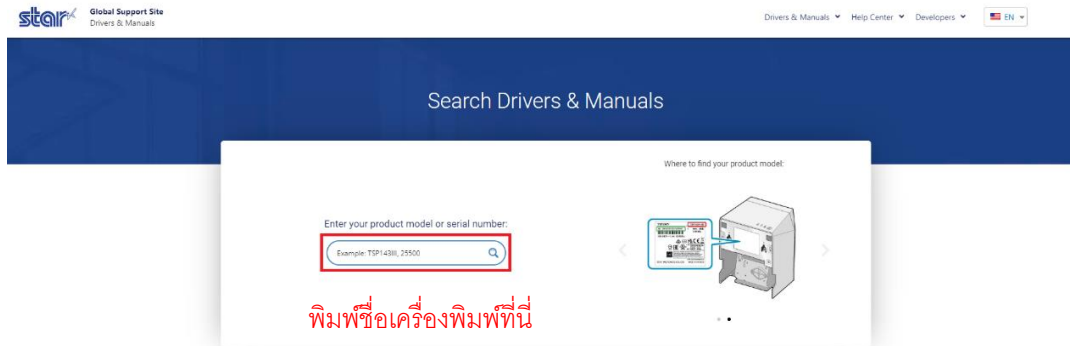 star
Global Support Site
Drivers & Manuals
Drivers & Manuals Help Center Developers EN
Search Drivers & Manuals
Where to find your product model:
Enter your product model or serial number:
Example: TSP143III, 25500
พิมพ์ชื่อเครื่องพิมพ์ที่นี่